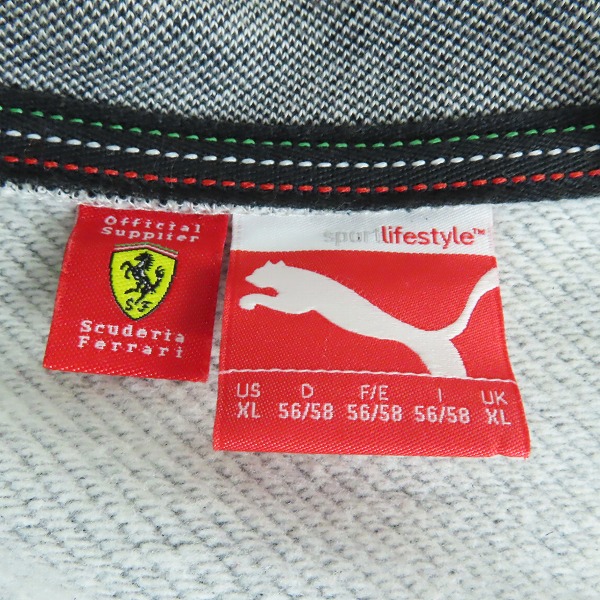 Official
Supplier
S F
Scuderia
Ferrari
sportlifestyle™
US D F/E I UK
XL 56/58 56/58 56/58 XL